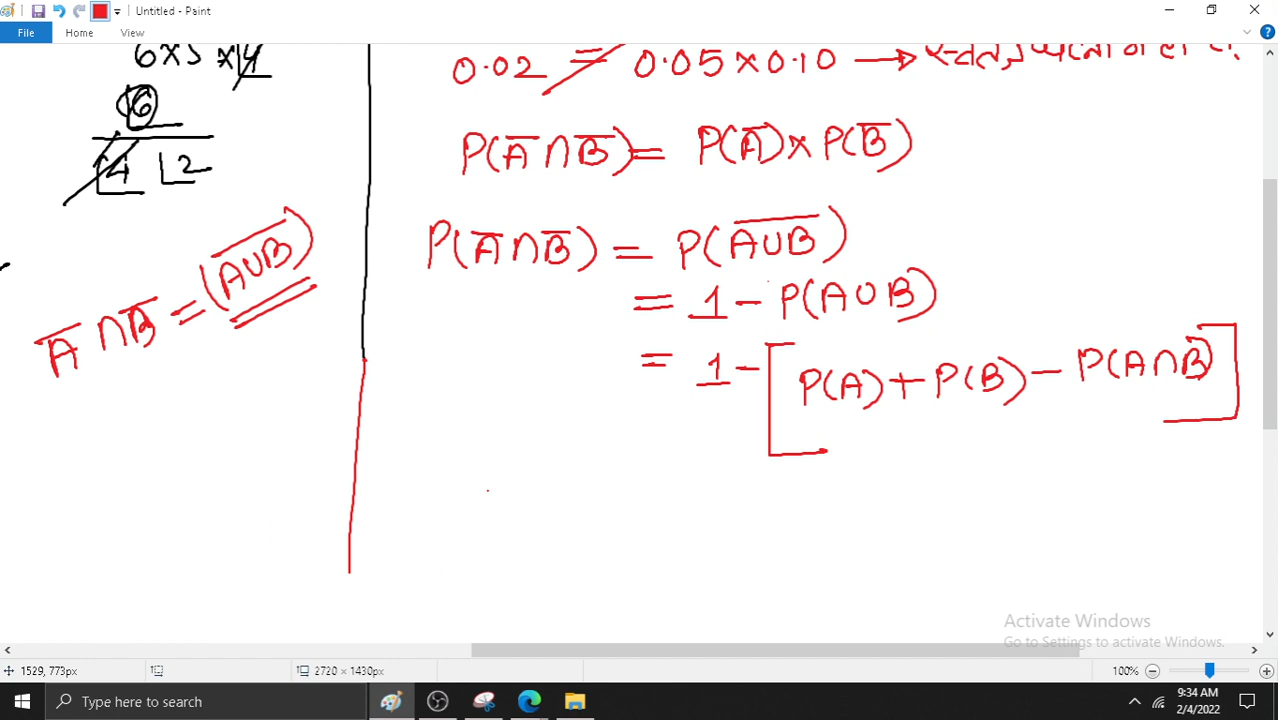 Untitled - Paint
File Home View
6×5 ×
6
4 2
0.02 = 0.05×0.10 →
P(A̅∩B̅)= P(A̅)× P(B̅)
P(A̅∩B̅) = P(A̅∪̅B̅)
= 1 - P(A∪B)
= 1 - [P(A)+P(B) - P(A∩B)]
A̅∩B̅=(A̅∪̅B̅)
Activate Windows
Go to Settings to activate Windows.
1529, 773px 2720 × 1430px 100%
Type here to search
9:34 AM
2/4/2022